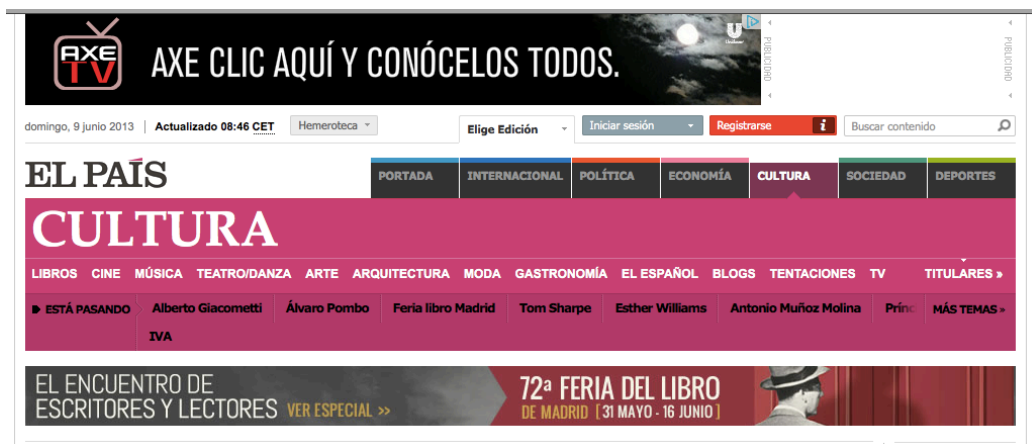 AXE
TV
AXE CLIC AQUÍ Y CONÓCELOS TODOS.
U
PUBLICIDAD
PUBLICIDAD
domingo, 9 junio 2013 | Actualizado 08:46 CET
Hemeroteca
Elige Edición
Iniciar sesión
Registrarse
i
Buscar contenido
EL PAÍS
PORTADA INTERNACIONAL POLÍTICA ECONOMÍA CULTURA SOCIEDAD DEPORTES
CULTURA
LIBROS CINE MÚSICA TEATRO/DANZA ARTE ARQUITECTURA MODA GASTRONOMÍA EL ESPAÑOL BLOGS TENTACIONES TV TITULARES »
ESTÁ PASANDO Alberto Giacometti Álvaro Pombo Feria libro Madrid Tom Sharpe Esther Williams Antonio Muñoz Molina Prínc MÁS TEMAS »
IVA
EL ENCUENTRO DE
ESCRITORES Y LECTORES VER ESPECIAL >>
72ª FERIA DEL LIBRO
DE MADRID [31 MAYO - 16 JUNIO]